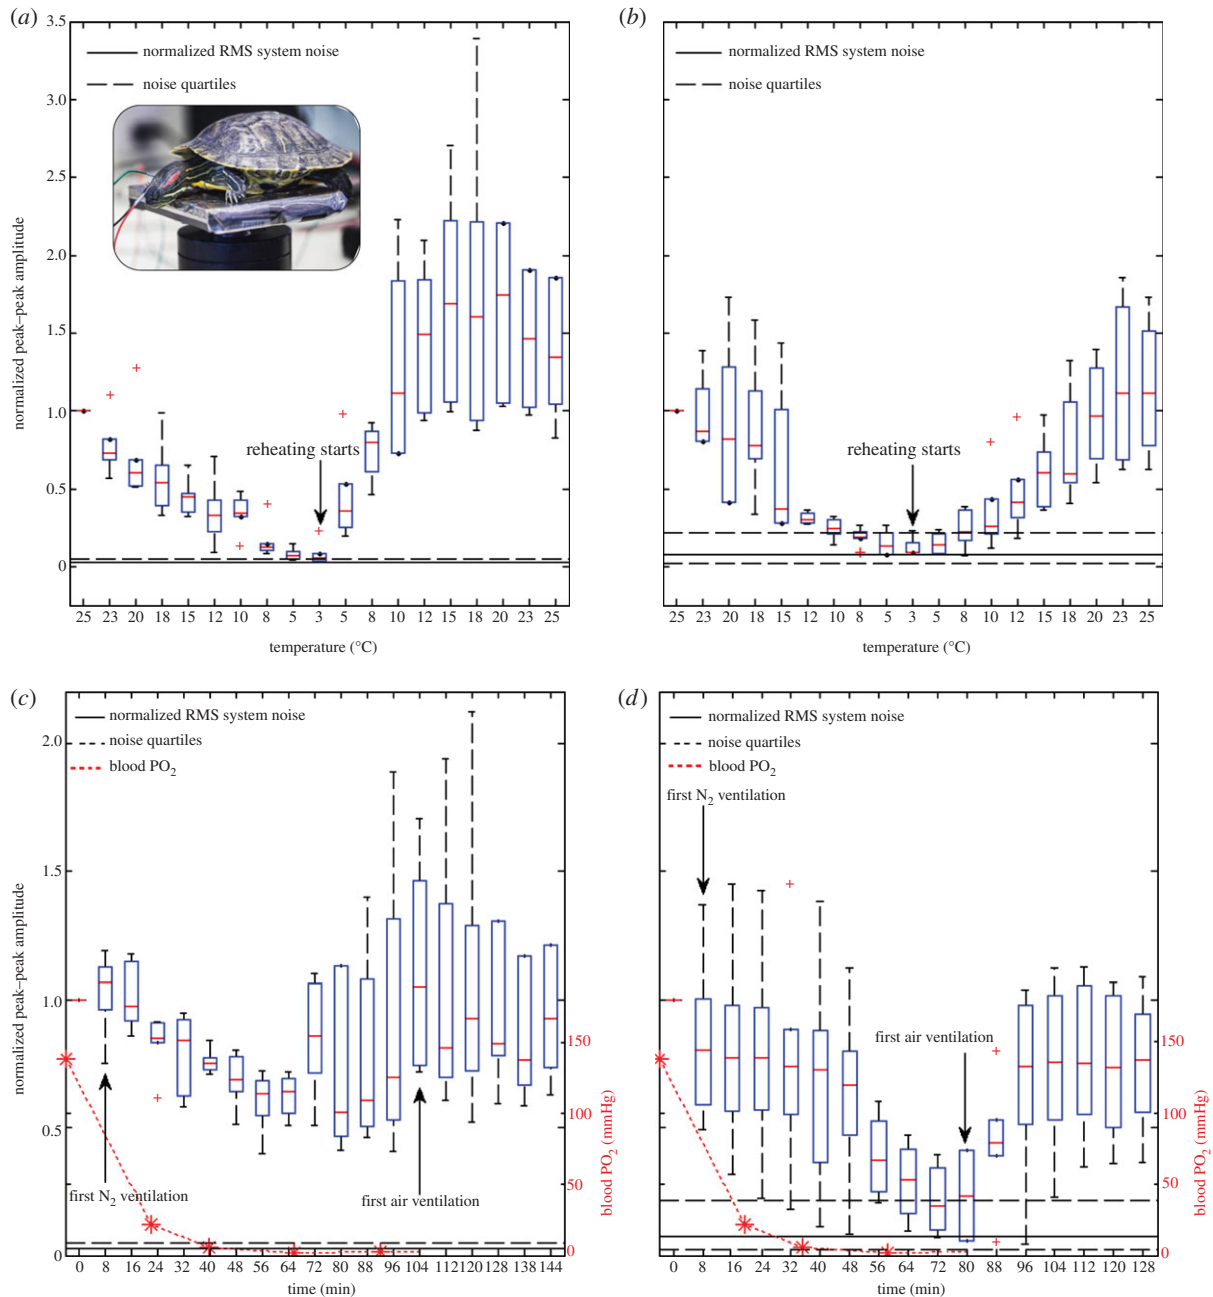 (a)
3.5
normalized RMS system noise
noise quartiles
3.0
2.5
2.0
1.5
1.0
0.5
0
normalized peak–peak amplitude
reheating starts
25 23 20 18 15 12 10 8 5 3 5 8 10 12 15 18 20 23 25
temperature (°C)
(b)
normalized RMS system noise
noise quartiles
reheating starts
25 23 20 18 15 12 10 8 5 3 5 8 10 12 15 18 20 23 25
temperature (°C)
(c)
normalized RMS system noise
noise quartiles
blood PO2
2.0
1.5
1.0
0.5
0
normalized peak–peak amplitude
first N2 ventilation
first air ventilation
150
100
50
0
blood PO2 (mmHg)
0 8 16 24 32 40 48 56 64 72 80 88 96 104 112 120 128 138 144
time (min)
(d)
normalized RMS system noise
noise quartiles
blood PO2
first N2 ventilation
first air ventilation
150
100
50
0
blood PO2 (mmHg)
0 8 16 24 32 40 48 56 64 72 80 88 96 104 112 120 128
time (min)